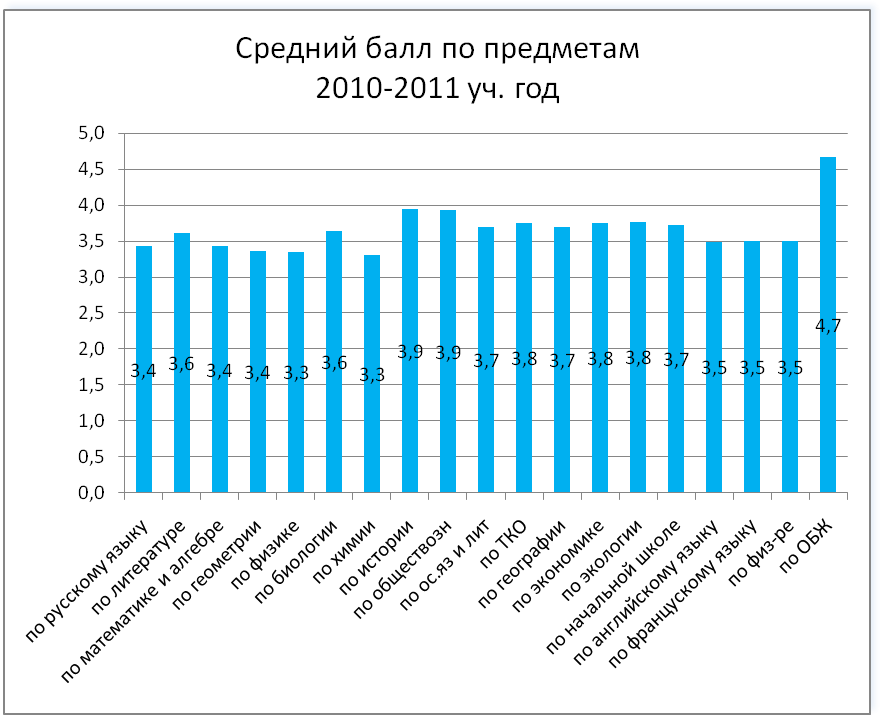 Средний балл по предметам
2010-2011 уч. год
5,0
4,5
4,0
3,5
3,0
2,5
2,0
1,5
1,0
0,5
0,0
3,4
3,6
3,4
3,4
3,3
3,6
3,3
3,9
3,9
3,7
3,8
3,7
3,8
3,8
3,7
3,5
3,5
3,5
4,7
по русскому языку
по литературе
по математике и алгебре
по геометрии
по физике
по биологии
по химии
по истории
по обществозн
по ос.яз и лит
по ТКО
по географии
по экономике
по экологии
по начальной школе
по английскому языку
по францускому языку
по физ-ре
по ОБЖ